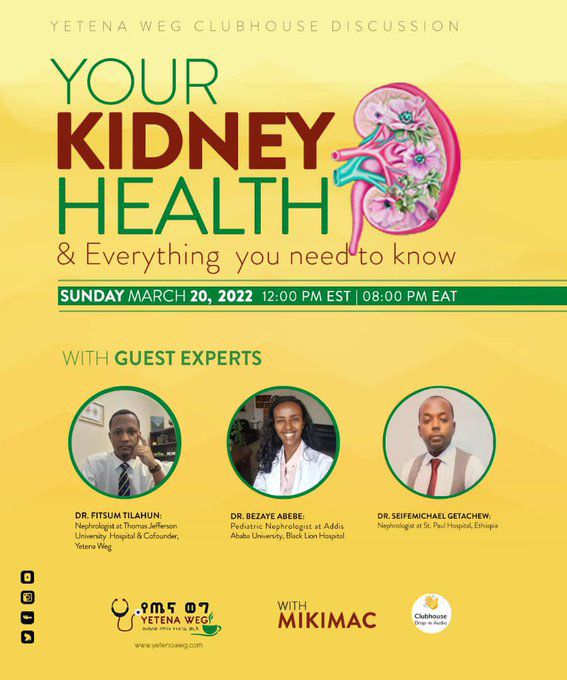 YETENA WEG CLUBHOUSE DISCUSSION
YOUR
KIDNEY
HEALTH
& Everything you need to know
SUNDAY MARCH 20, 2022 12:00 PM EST | 08:00 PM EAT
WITH GUEST EXPERTS
DR. FITSUM TILAHUN:
Nephrologist at Thomas Jefferson
University Hospital & Cofounder,
Yetena Weg
DR. BEZAYE ABEBE:
Pediatric Nephrologist at Addis
Ababa University, Black Lion Hospital
DR. SEIFEMICHAEL GETACHEW:
Nephrologist at St. Paul Hospital, Ethiopia
የጤና ወግ
YETENA WEG
www.yetenaweg.com
WITH
MIKIMAC
Clubhouse
Drop-in Audio